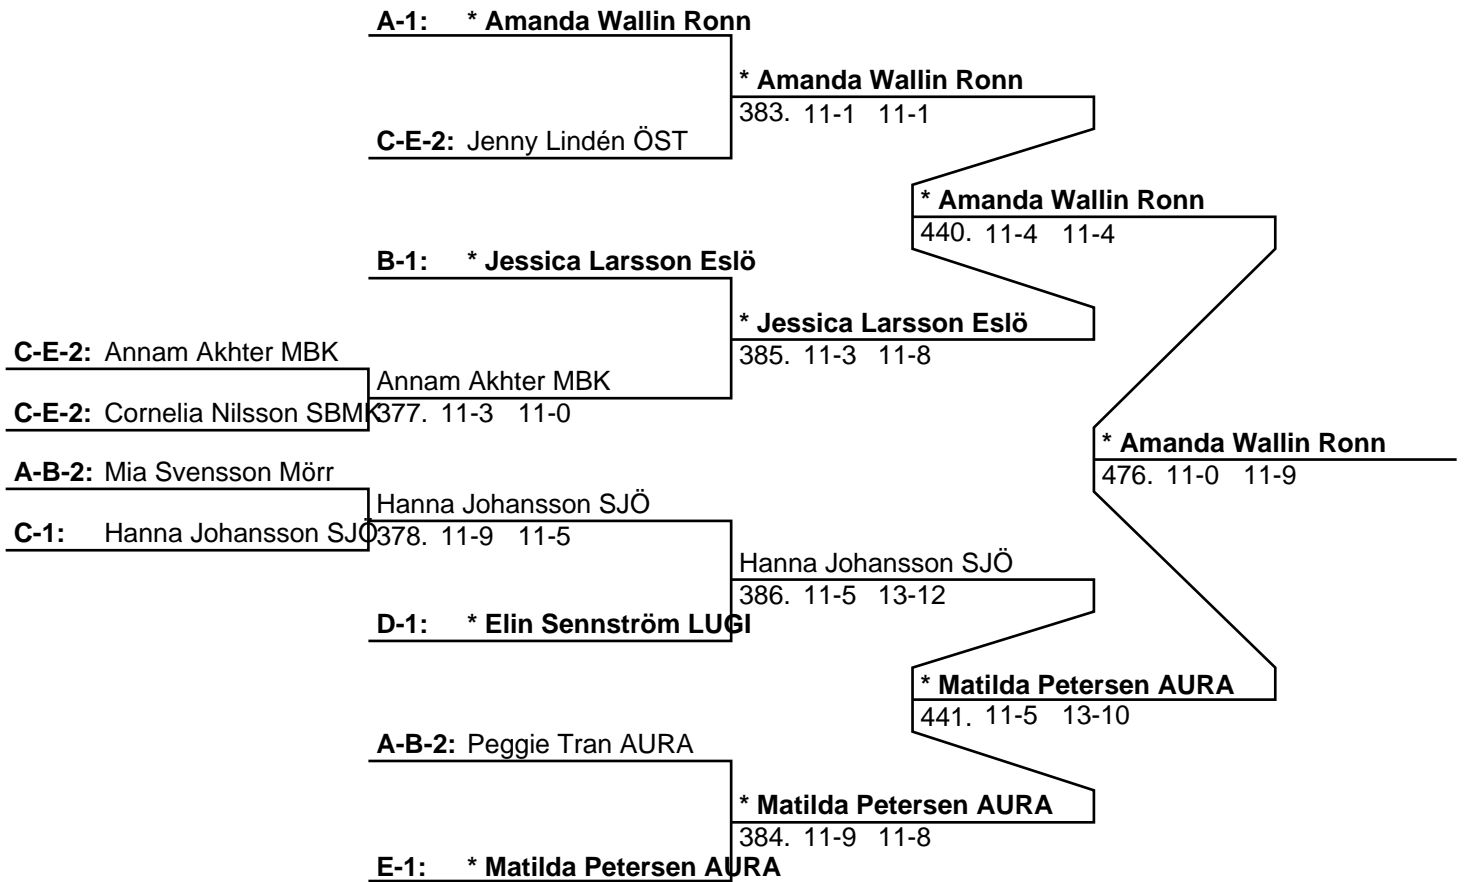 A-1: * Amanda Wallin Ronn
* Amanda Wallin Ronn
383. 11-1 11-1
C-E-2: Jenny Lindén ÖST
* Amanda Wallin Ronn
440. 11-4 11-4
B-1: * Jessica Larsson Eslö
* Jessica Larsson Eslö
385. 11-3 11-8
C-E-2: Annam Akhter MBK
Annam Akhter MBK
377. 11-3 11-0
C-E-2: Cornelia Nilsson SBMK
* Amanda Wallin Ronn
476. 11-0 11-9
A-B-2: Mia Svensson Mörr
Hanna Johansson SJÖ
378. 11-9 11-5
C-1: Hanna Johansson SJÖ
Hanna Johansson SJÖ
386. 11-5 13-12
D-1: * Elin Sennström LUGI
* Matilda Petersen AURA
441. 11-5 13-10
A-B-2: Peggie Tran AURA
* Matilda Petersen AURA
384. 11-9 11-8
E-1: * Matilda Petersen AURA